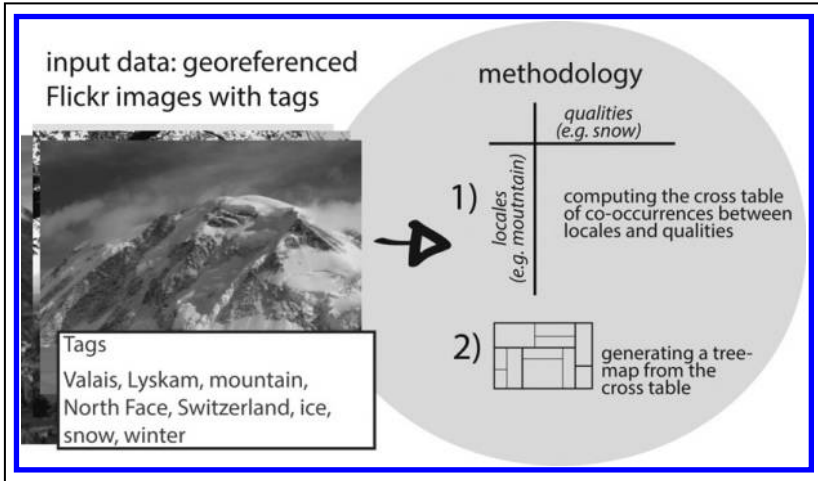 input data: georeferenced
Flickr images with tags
Tags
Valais, Lyskam, mountain,
North Face, Switzerland, ice,
snow, winter
methodology
qualities
(e.g. snow)
1)
locales
(e.g. moutntain)
computing the cross table
of co-occurrences between
locales and qualities
2)
generating a tree-
map from the
cross table